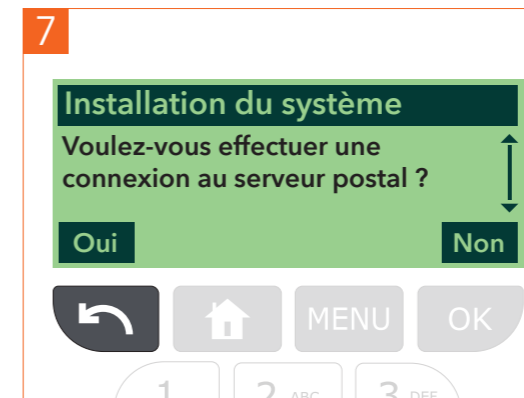 7
Installation du système
Voulez-vous effectuer une
connexion au serveur postal ?
Oui Non
MENU OK
1 2 ABC 3 DEF